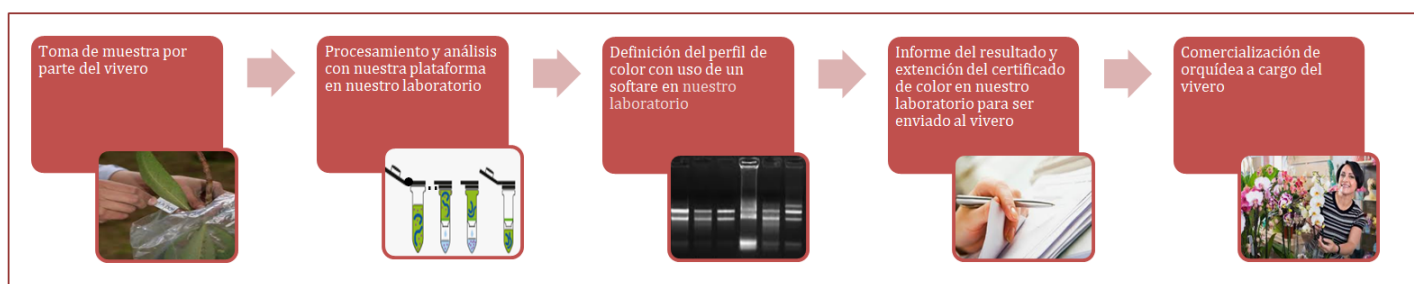 Toma de muestra por
parte del vivero
Procesamiento y análisis
con nuestra plataforma
en nuestro laboratorio
Definición del perfil de
color con uso de un
softare en nuestro
laboratorio
Informe del resultado y
extención del certificado
de color en nuestro
laboratorio para ser
enviado al vivero
Comercialización de
orquídea a cargo del
vivero